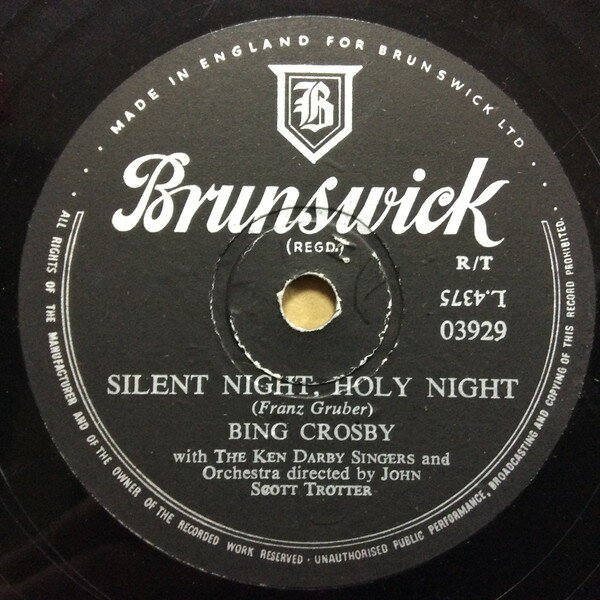 · · · MADE IN ENGLAND FOR BRUNSWICK LTD. · · ·
B
Brunswick
(REGD.)
R/T
L.4375
03929
SILENT NIGHT, HOLY NIGHT
(Franz Gruber)
BING CROSBY
with THE KEN DARBY SINGERS and
Orchestra directed by JOHN
SCOTT TROTTER
ALL RIGHTS OF THE MANUFACTURER AND OF THE OWNER OF THE RECORDED WORK RESERVED · UNAUTHORISED PUBLIC PERFORMANCE, BROADCASTING AND COPYING OF THIS RECORD PROHIBITED.